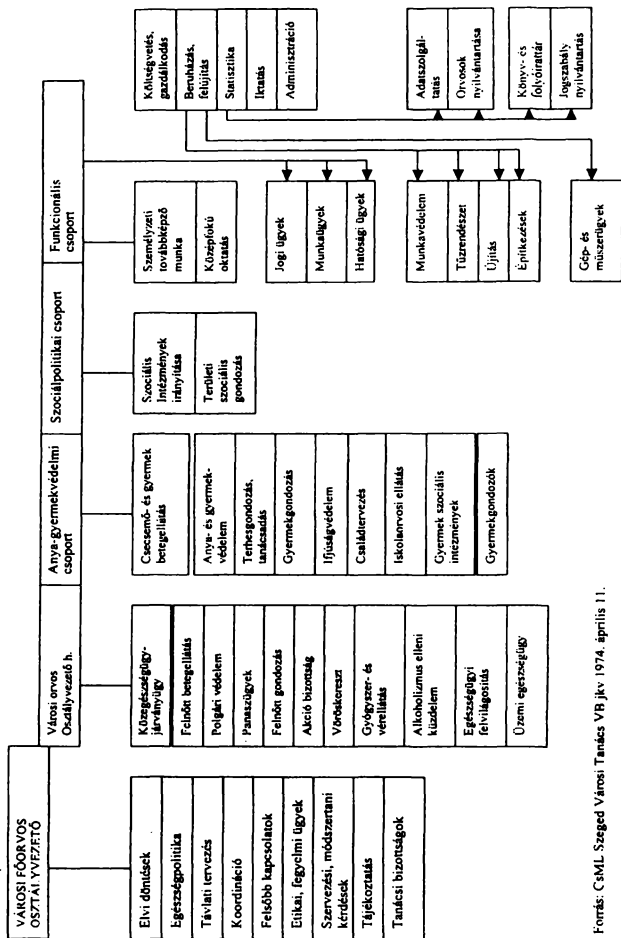 VÁROSI FŐORVOS
OSZTÁLYVEZETŐ
Városi orvos
Osztályvezető h.
Anya-gyermekvédelmi
csoport
Szociálpolitikai csoport
Funkcionális
csoport
Elvi döntések
Egészségpolitika
Távlati tervezés
Koordináció
Felsőbb kapcsolatok
Etikai, fegyelmi ügyek
Szervezési, módszertani
kérdések
Tájékoztatás
Tanácsi bizottságok
Közegészségügy-
járványügy
Felnőtt betegellátás
Polgári védelem
Panaszügyek
Felnőtt gondozás
Akció bizottság
Vöröskereszt
Gyógyszer- és
vérellátás
Alkoholizmus elleni
küzdelem
Egészségügyi
felvilágosítás
Üzemi egészségügy
Csecsemő- és gyermek
betegellátás
Anya- és gyermek-
védelem
Terhesgondozás,
tanácsadás
Gyermekgondozás
Ifjúságvédelem
Családtervezés
Iskolaorvosi ellátás
Gyermek szociális
intézmények
Gyermekgondozók
Szociális
Intézmények
irányítása
Területi
szociális
gondozás
Személyzeti
továbbképző
munka
Középfokú
oktatás
Jogi ügyek
Munkaügyek
Hatósági ügyek
Munkavédelem
Tűzrendészet
Újítás
Építkezések
Gép- és
műszerügyek
Költségvetés,
gazdálkodás
Beruházás,
felújítás
Statisztika
Iktatás
Adminisztráció
Adatszolgál-
tatás
Orvosok
nyilvántartása
Könyv- és
folyóirattár
Jogszabály
nyilvántartás
Forrás: CsML Szeged Városi Tanács VB jkv 1974. április 11.